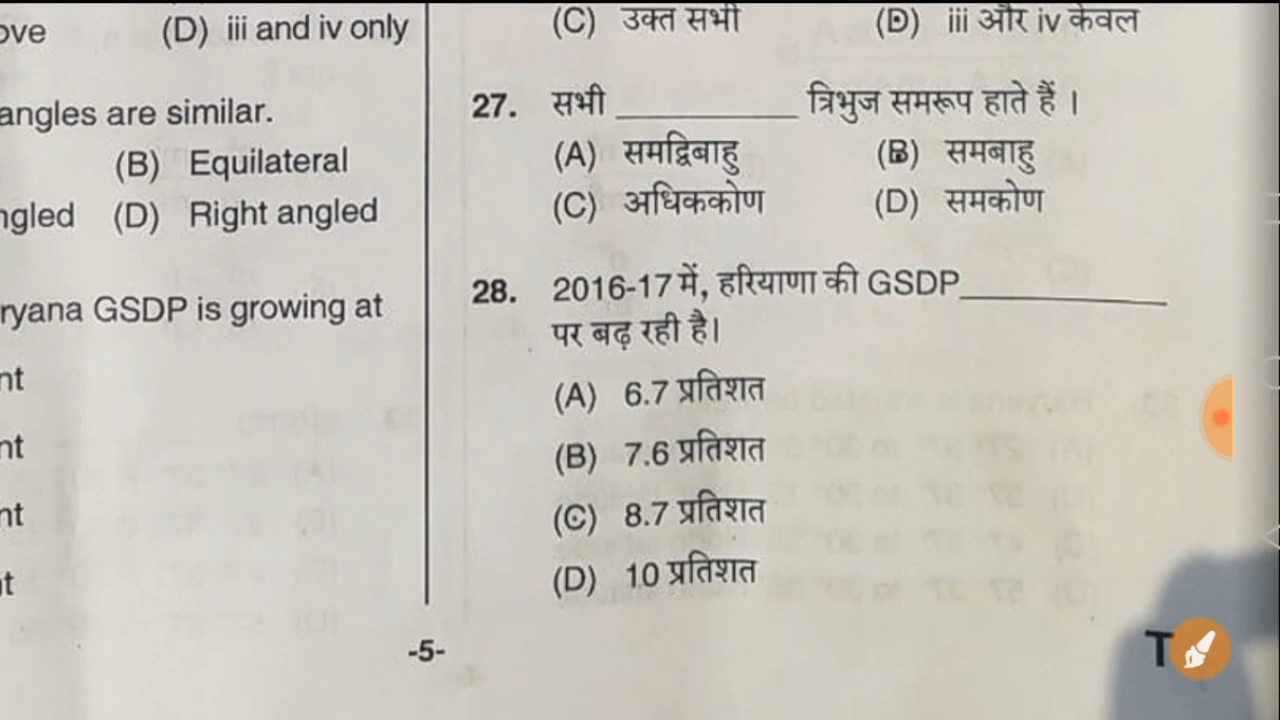 ove (D) iii and iv only
angles are similar.
(B) Equilateral
ngled (D) Right angled
ryana GSDP is growing at
nt
nt
nt
t
(C) उक्त सभी (D) iii और iv केवल
27. सभी __________ त्रिभुज समरूप हाते हैं ।
(A) समद्विबाहु (B) समबाहु
(C) अधिककोण (D) समकोण
28. 2016-17 में, हरियाणा की GSDP__________
पर बढ़ रही है।
(A) 6.7 प्रतिशत
(B) 7.6 प्रतिशत
(C) 8.7 प्रतिशत
(D) 10 प्रतिशत
-5-
T